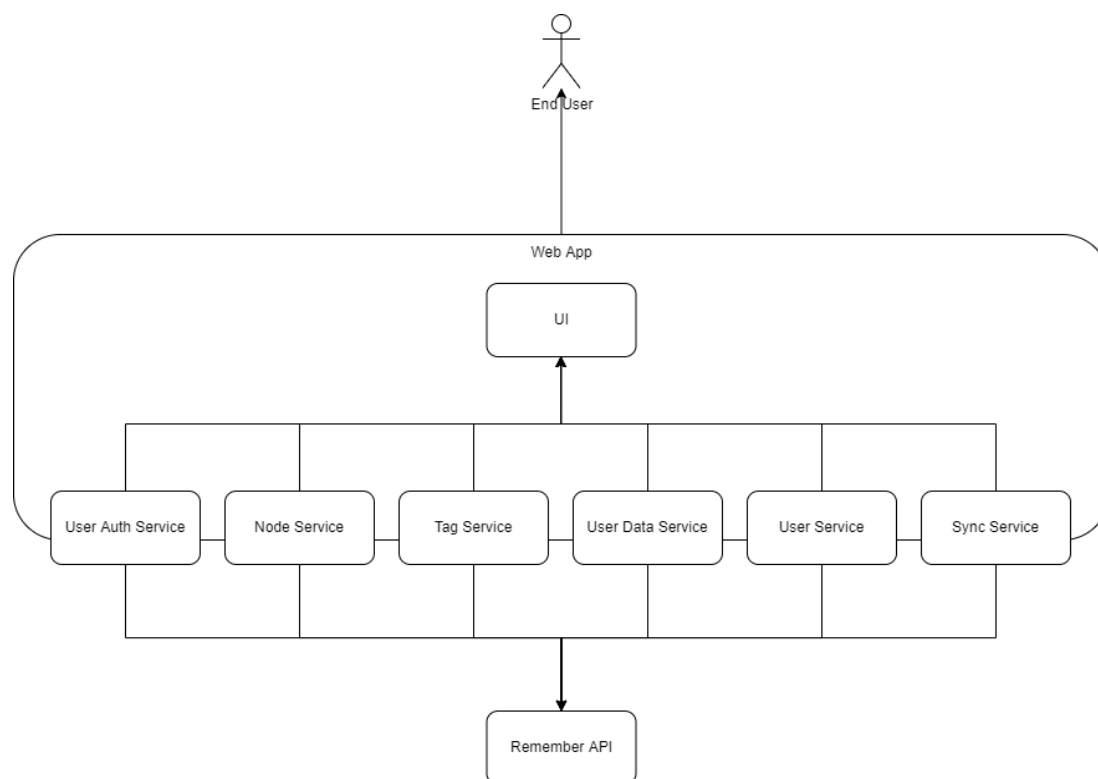 End User
Web App
UI
User Auth Service
Node Service
Tag Service
User Data Service
User Service
Sync Service
Remember API